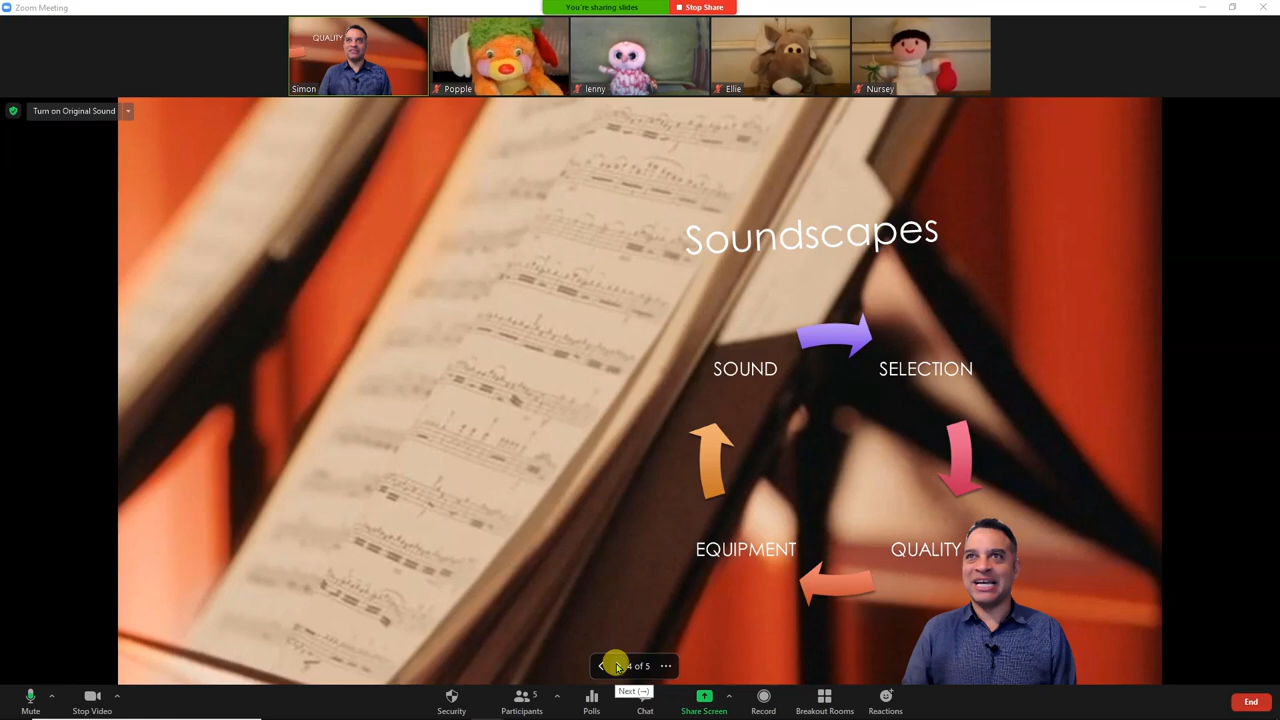 Zoom Meeting
You're sharing slides
Stop Share
QUALITY
Simon
Popple
Jenny
Ellie
Nursey
Turn on Original Sound
Soundscapes
SOUND
SELECTION
EQUIPMENT
QUALITY
4 of 5
Next (→)
Mute
Stop Video
Security
Participants
5
Polls
Chat
Share Screen
Record
Breakout Rooms
Reactions
End